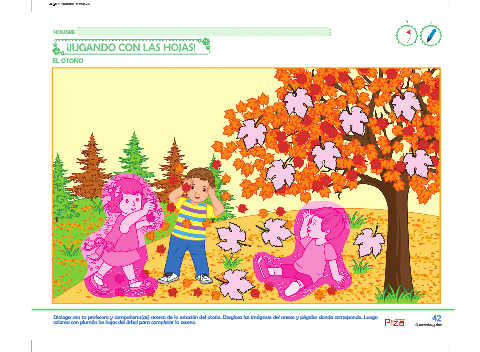 NOMBRE:
¡JUGANDO CON LAS HOJAS!
EL OTOÑO
Dialoga con tu profesora y compañeros(as) acerca de la estación del otoño. Desglosa las imágenes del anexo y pégalas donde corresponda. Luego
colorea con plumón las hojas del árbol para completar la escena.
Pizá
42